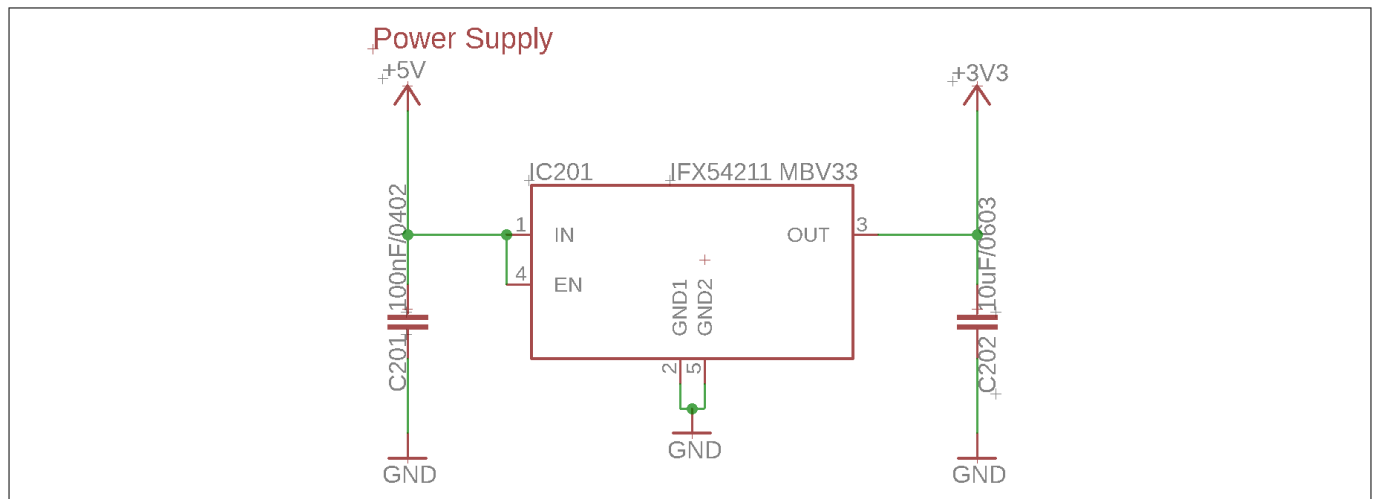 Power Supply
+5V
+3V3
IC201
IFX54211 MBV33
100nF/0402
10uF/0603
1
IN
OUT
3
4
EN
GND1
GND2
C201
C202
2
5
GND
GND
GND